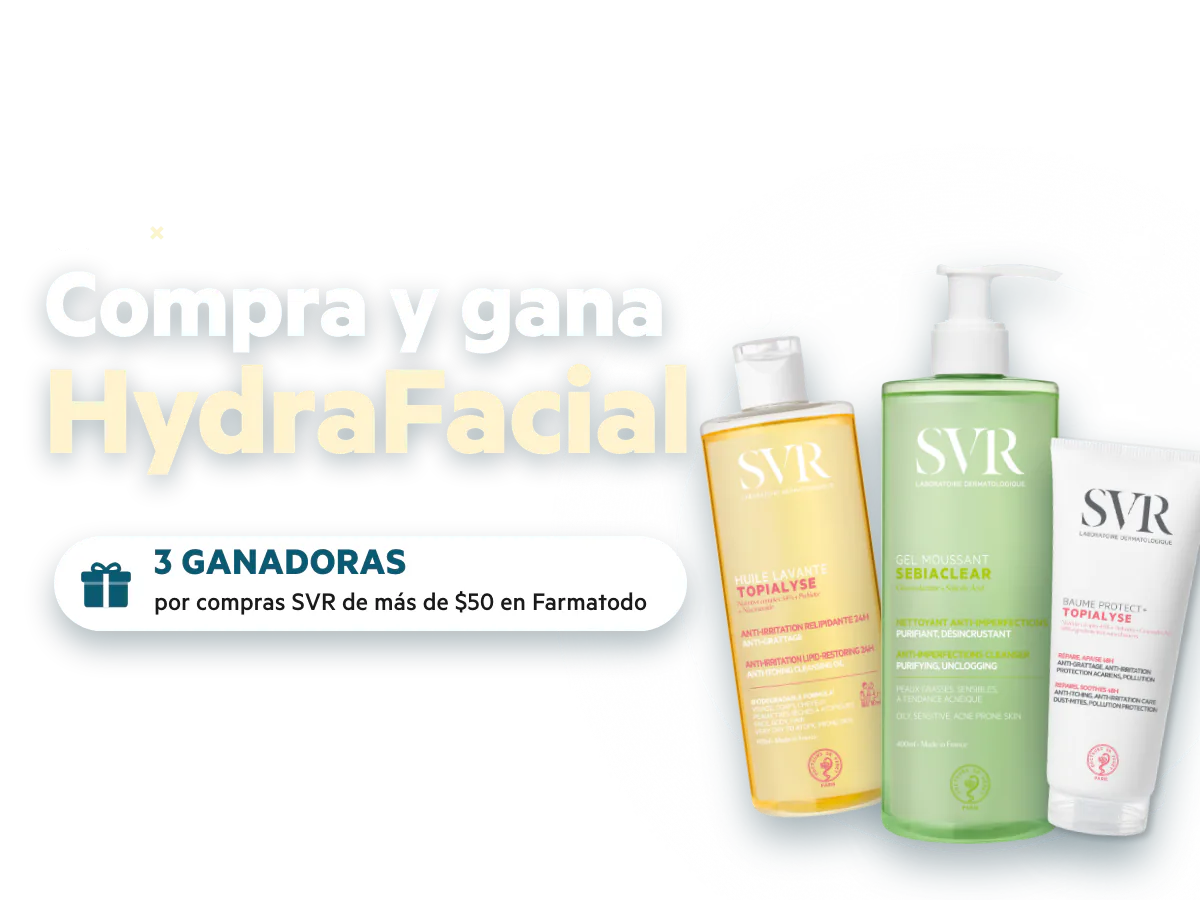 Compra y gana
HydraFacial
3 GANADORAS
por compras SVR de más de $50 en Farmatodo
SVR
LABORATOIRE DERMATOLOGIQUE
HUILE LAVANTE
TOPIALYSE
ANTI-IRRITATION RELIPIDANTE 24H
ANTI-GRATTAGE
ANTI-IRRITATION LIPID-RESTORING 24H
ANTI-ITCHING CLEANSING OIL
SVR
LABORATOIRE DERMATOLOGIQUE
GEL MOUSSANT
SEBIACLEAR
NETTOYANT ANTI-IMPERFECTIONS
PURIFIANT, DÉSINCRUSTANT
ANTI-IMPERFECTIONS CLEANSER
PURIFYING, UNCLOGGING
PEAUX GRASSES, SENSIBLES,
À TENDANCE ACNÉIQUE
OILY, SENSITIVE, ACNE PRONE SKIN
400ml - Made in France
SVR
LABORATOIRE DERMATOLOGIQUE
BAUME PROTECT+
TOPIALYSE
RÉPARE, APAISE 48H
ANTI-GRATTAGE, ANTI-IRRITATION
PROTECTION ACARIENS, POLLUTION
REPAIRS, SOOTHES 48H
ANTI-ITCHING, ANTI-IRRITATION CARE
DUST-MITES, POLLUTION PROTECTION